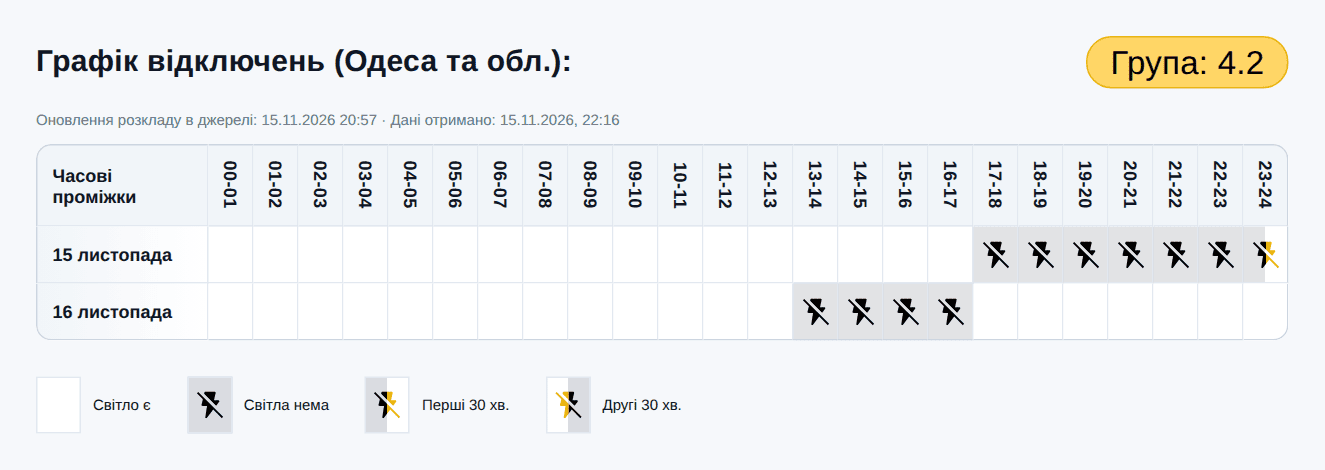 Графік відключень (Одеса та обл.):
Група: 4.2
Оновлення розкладу в джерелі: 15.11.2026 20:57 · Дані отримано: 15.11.2026, 22:16
Часові
проміжки
00-01
01-02
02-03
03-04
04-05
05-06
06-07
07-08
08-09
09-10
10-11
11-12
12-13
13-14
14-15
15-16
16-17
17-18
18-19
19-20
20-21
21-22
22-23
23-24
15 листопада
16 листопада
Світло є
Світла нема
Перші 30 хв.
Другі 30 хв.